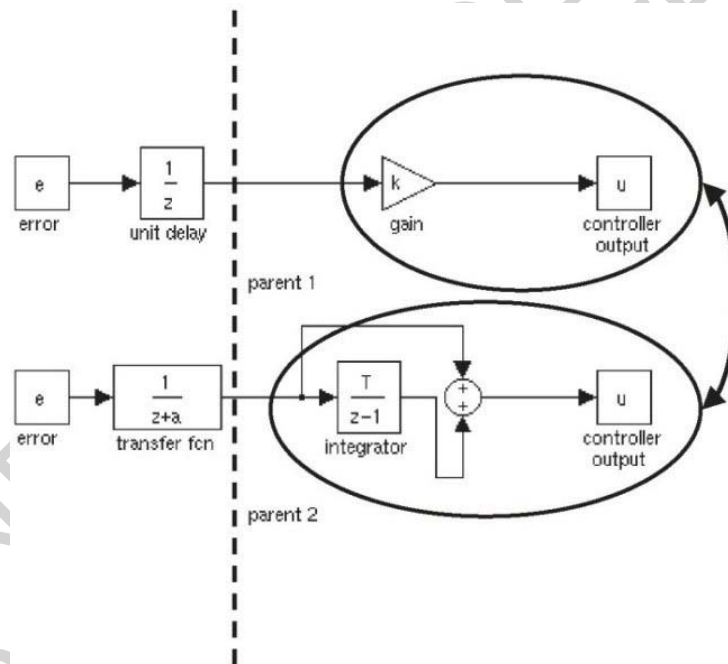 e
error
1
z
unit delay
k
gain
u
controller
output
parent 1
e
error
1
z+a
transfer fcn
T
z-1
integrator
+
+
u
controller
output
parent 2